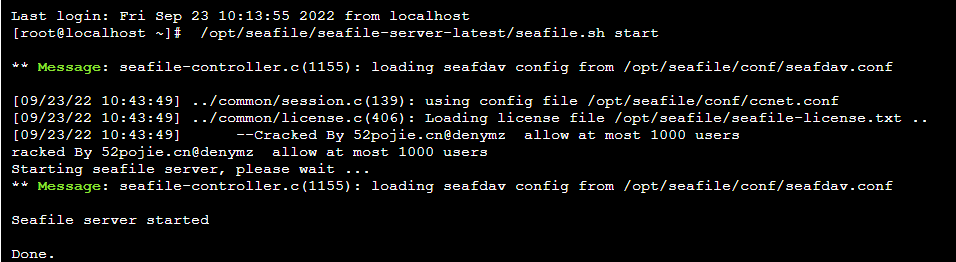 Last login: Fri Sep 23 10:13:55 2022 from localhost
[root@localhost ~]#  /opt/seafile/seafile-server-latest/seafile.sh start
** Message: seafile-controller.c(1155): loading seafdav config from /opt/seafile/conf/seafdav.conf
[09/23/22 10:43:49] ../common/session.c(139): using config file /opt/seafile/conf/ccnet.conf
[09/23/22 10:43:49] ../common/license.c(406): Loading license file /opt/seafile/seafile-license.txt ..
[09/23/22 10:43:49]       --Cracked By 52pojie.cn@denymz  allow at most 1000 users
racked By 52pojie.cn@denymz  allow at most 1000 users
Starting seafile server, please wait ...
** Message: seafile-controller.c(1155): loading seafdav config from /opt/seafile/conf/seafdav.conf
Seafile server started
Done.